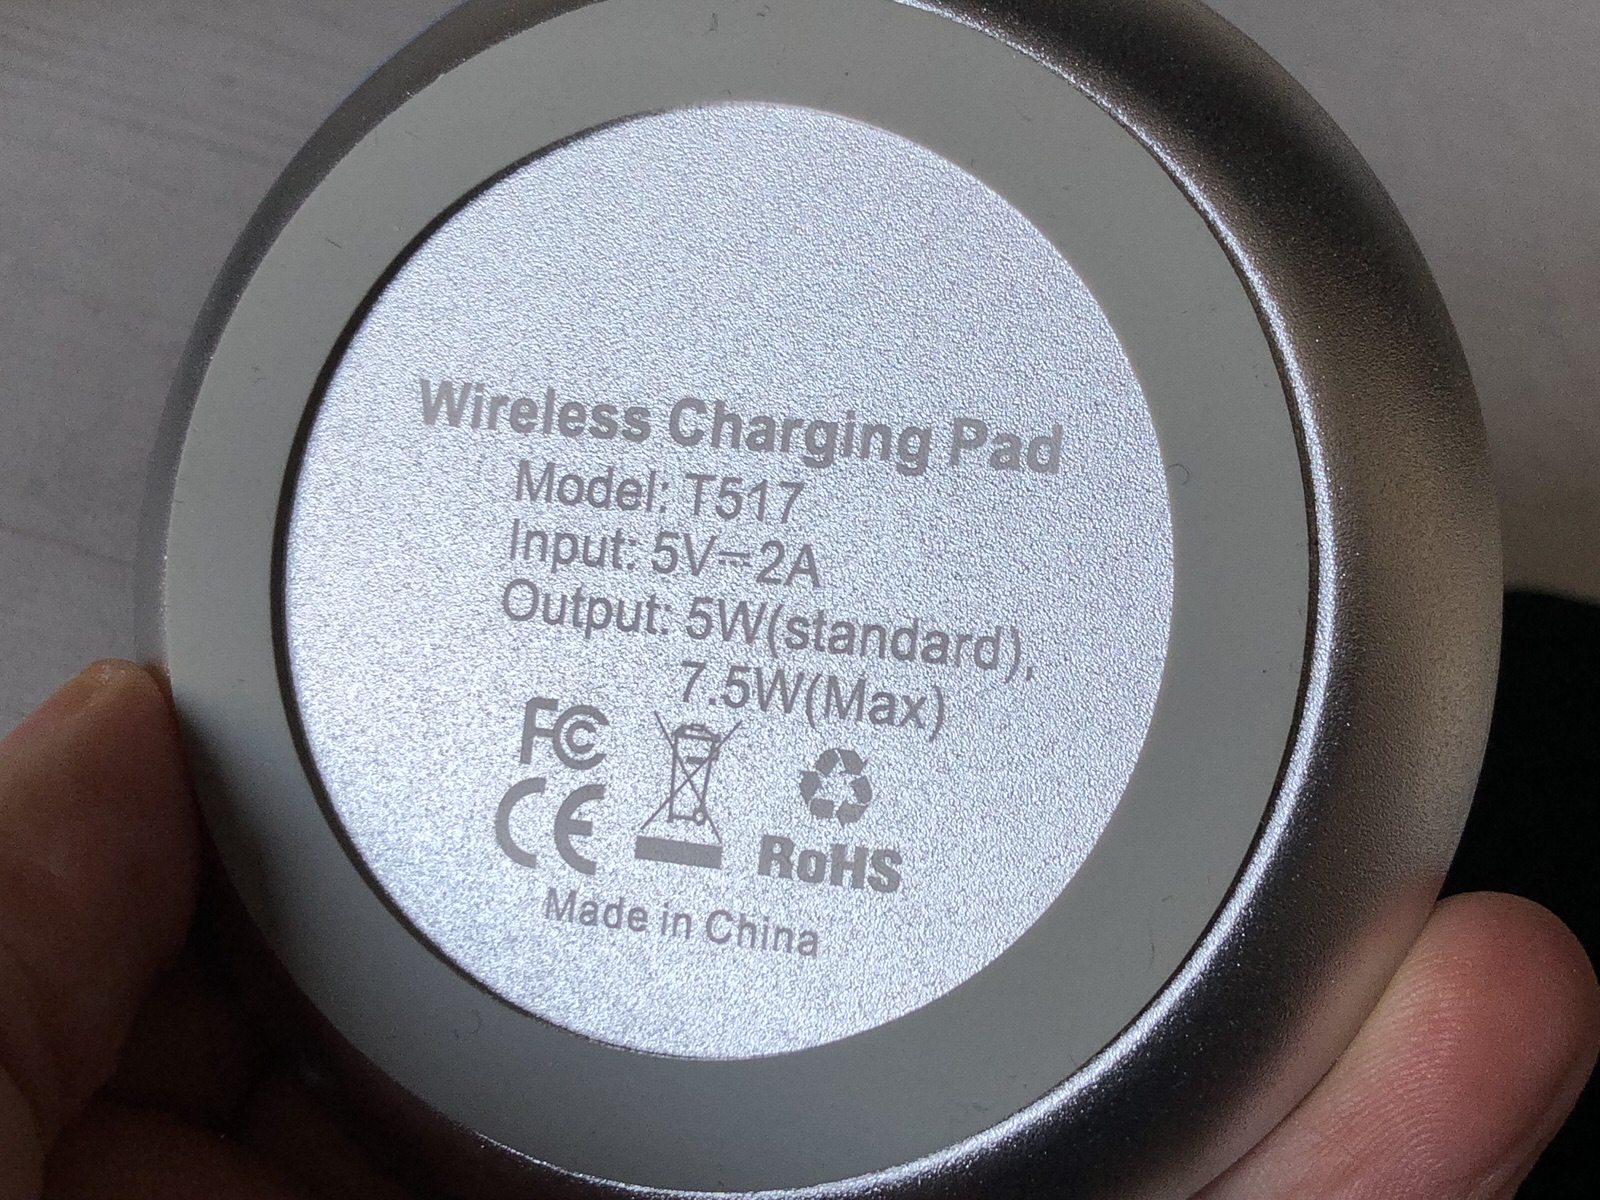 Wireless Charging Pad
Model: T517
Input: 5V⎓2A
Output: 5W(standard),
7.5W(Max)
FC
CE
RoHS
Made in China